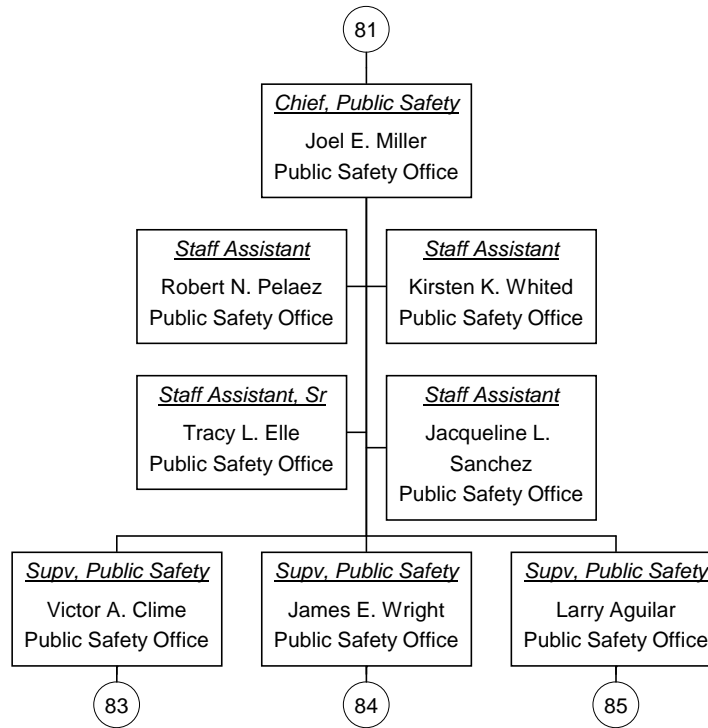 81
Chief, Public Safety
Joel E. Miller
Public Safety Office
Staff Assistant
Robert N. Pelaez
Public Safety Office
Staff Assistant
Kirsten K. Whited
Public Safety Office
Staff Assistant, Sr
Tracy L. Elle
Public Safety Office
Staff Assistant
Jacqueline L.
Sanchez
Public Safety Office
Supv, Public Safety
Victor A. Clime
Public Safety Office
83
Supv, Public Safety
James E. Wright
Public Safety Office
84
Supv, Public Safety
Larry Aguilar
Public Safety Office
85